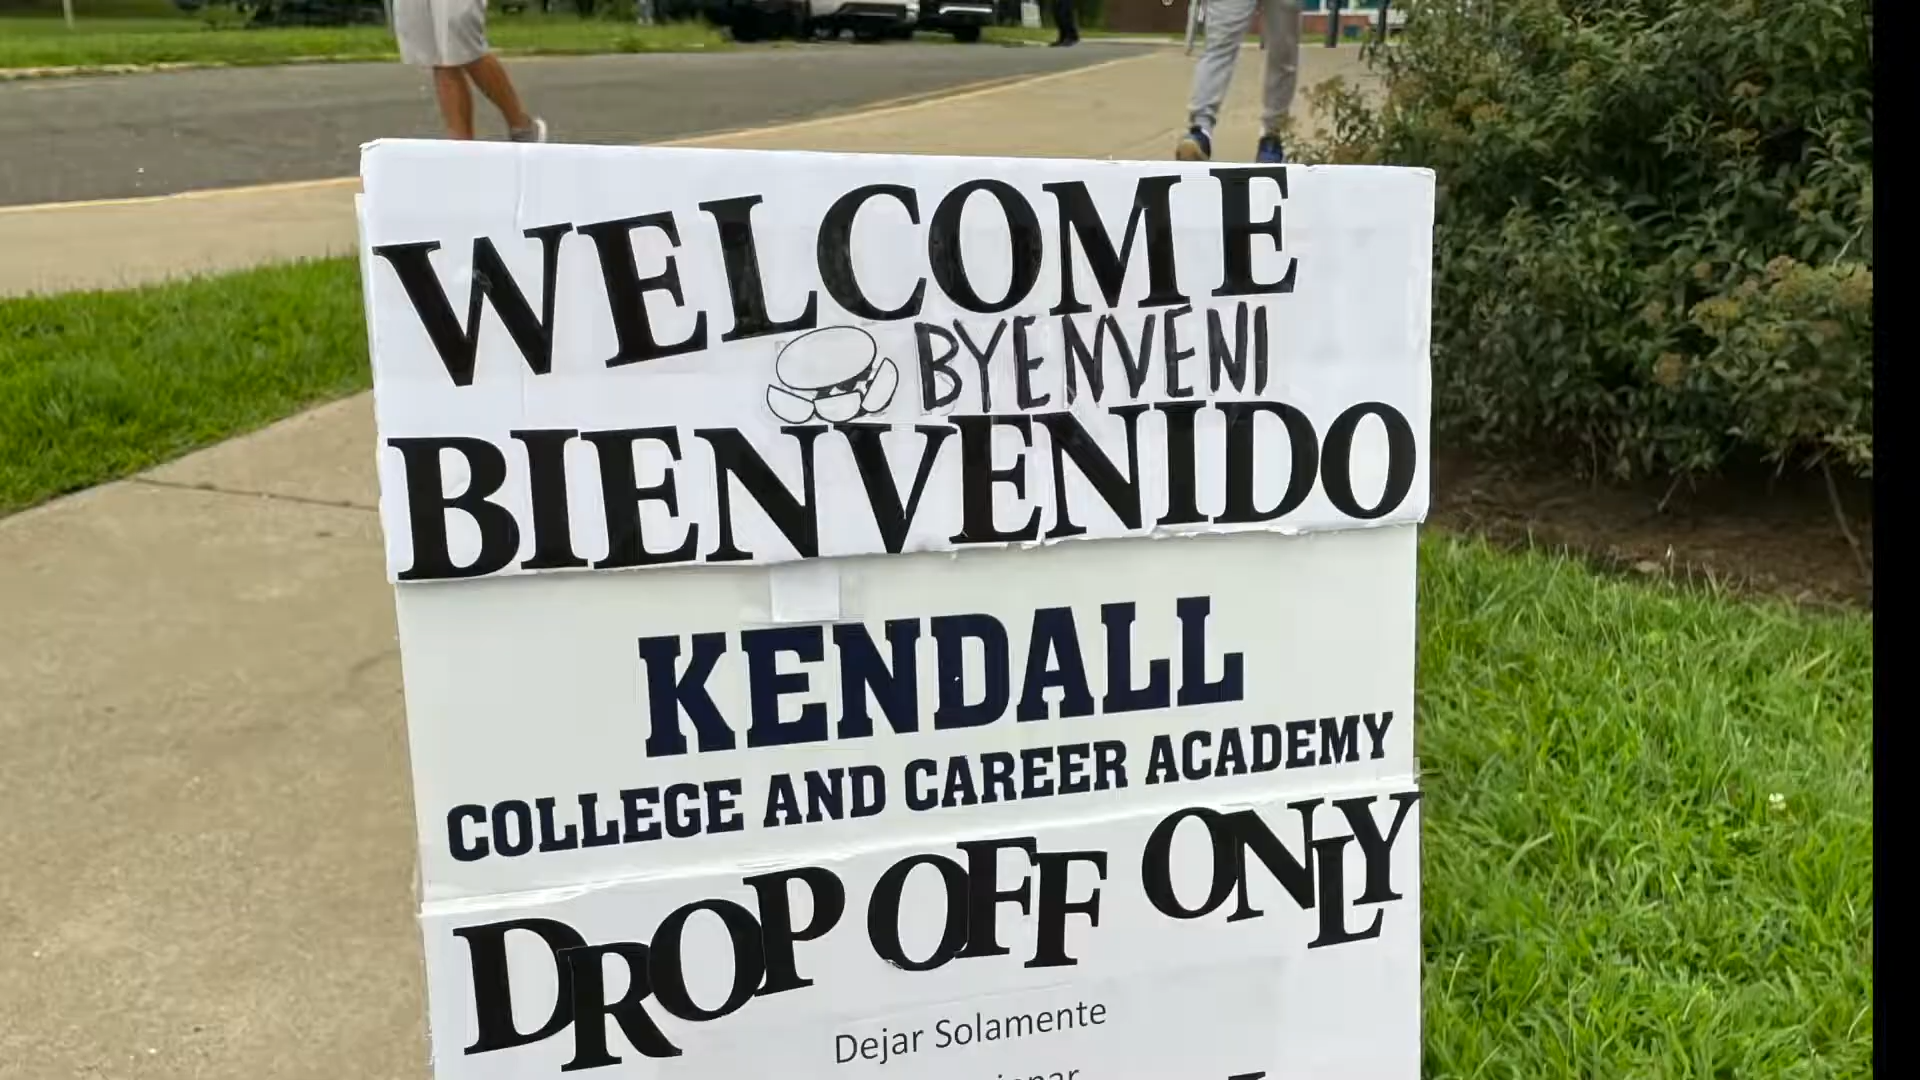 WELCOME
BYENVENI
BIENVENIDO
KENDALL
COLLEGE AND CAREER ACADEMY
DROP OFF ONLY
Dejar Solamente